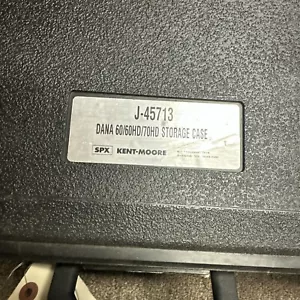 J-45713
DANA 60/60HD/70HD STORAGE CASE
SPX KENT-MOORE